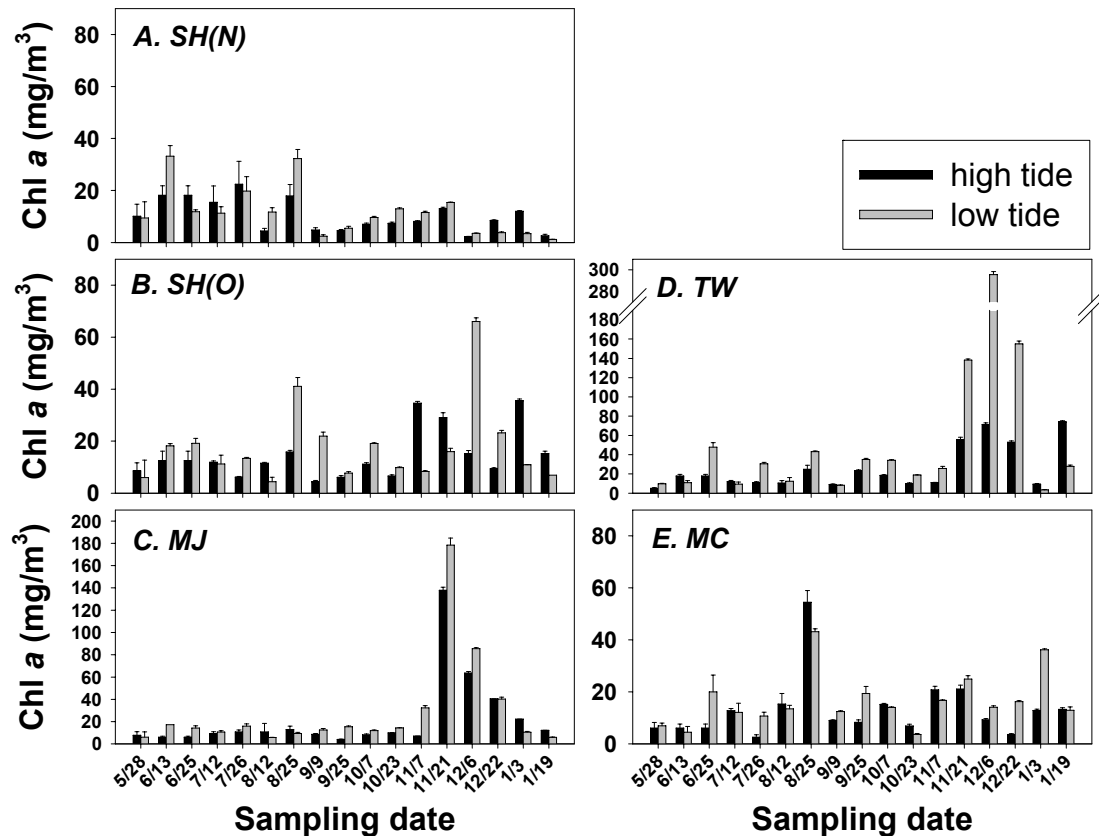 A. SH(N)
Chl a (mg/m³)
80
60
40
20
0
high tide
low tide
B. SH(O)
Chl a (mg/m³)
80
60
40
20
0
D. TW
300
280
180
160
140
120
100
80
60
40
20
0
C. MJ
Chl a (mg/m³)
200
180
160
140
120
100
80
60
40
20
0
5/28 6/13 6/25 7/12 7/26 8/12 8/25 9/9 9/25 10/7 10/23 11/7 11/21 12/6 12/22 1/3 1/19
Sampling date
E. MC
80
60
40
20
0
5/28 6/13 6/25 7/12 7/26 8/12 8/25 9/9 9/25 10/7 10/23 11/7 11/21 12/6 12/22 1/3 1/19
Sampling date